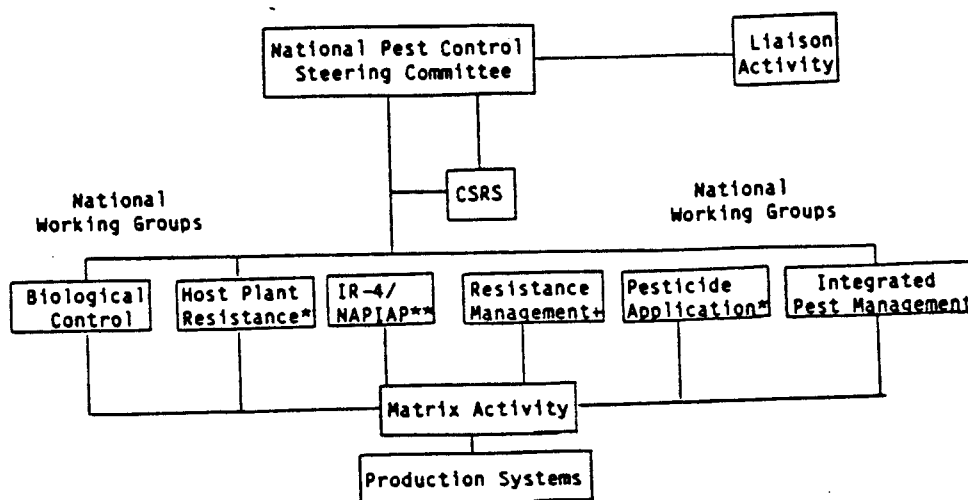 National Pest Control
Steering Committee
Liaison
Activity
CSRS
National
Working Groups
National
Working Groups
Biological
Control
Host Plant
Resistance*
IR-4/
NAPIAP**
Resistance
Management+
Pesticide
Application*
Integrated
Pest Management
Matrix Activity
Production Systems